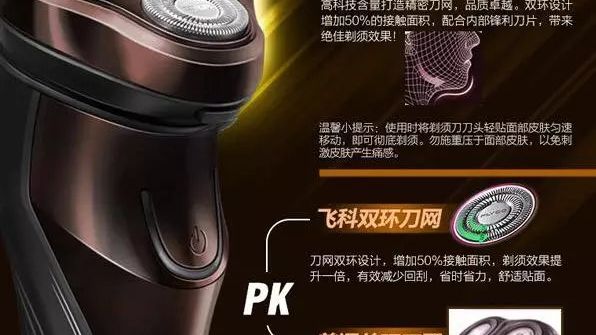 高科技含量打造精密刀网，品质卓越。双环设计
增加50%的接触面积，配合内部锋利刀片，带来
绝佳剃须效果！
温馨小提示：使用时将剃须刀刀头轻贴面部皮肤匀速
移动，即可彻底剃须。勿施重压于面部皮肤，以免刺
激皮肤产生痛感。
飞科双环刀网
FLYCO
刀网双环设计，增加50%接触面积，剃须效果提
升一倍，有效减少回刮，省时省力，舒适贴面。
PK